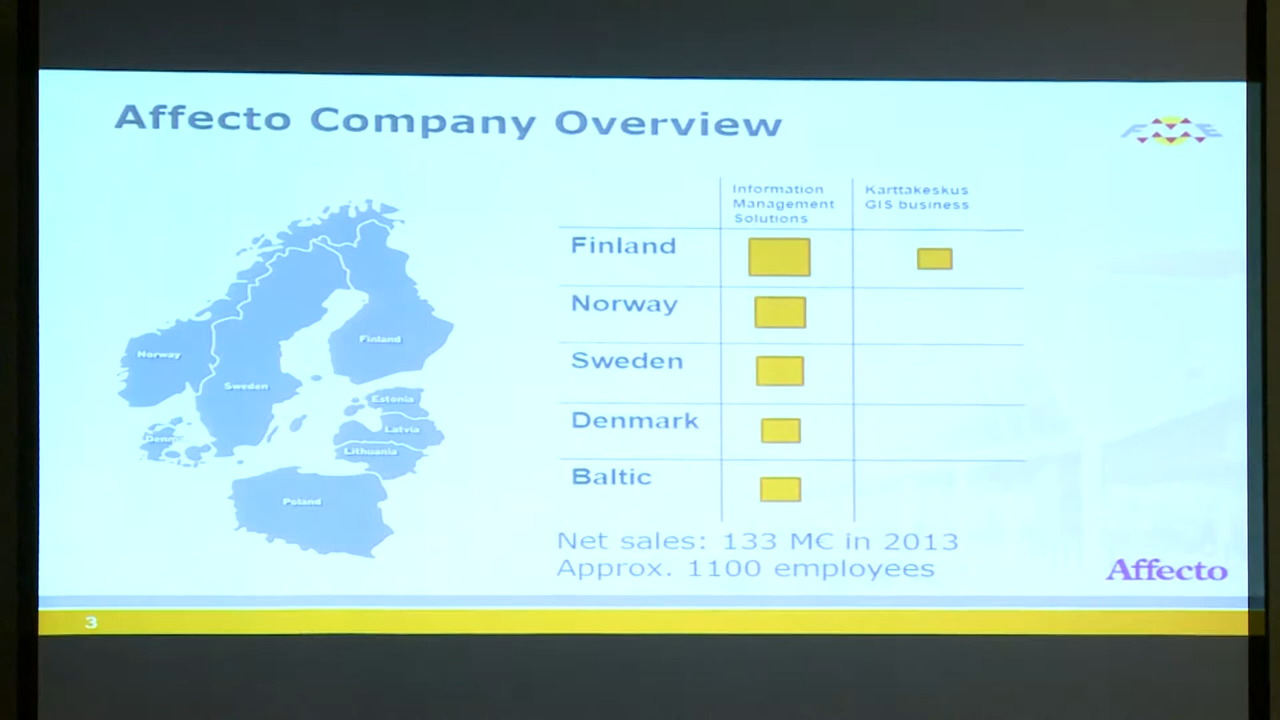 Affecto Company Overview
FME
Information
Management
Solutions
Karttakeskus
GIS business
Finland
Norway
Sweden
Denmark
Baltic
Norway
Sweden
Finland
Estonia
Latvia
Lithuania
Denm
Poland
Net sales: 133 M€ in 2013
Approx. 1100 employees
Affecto
3